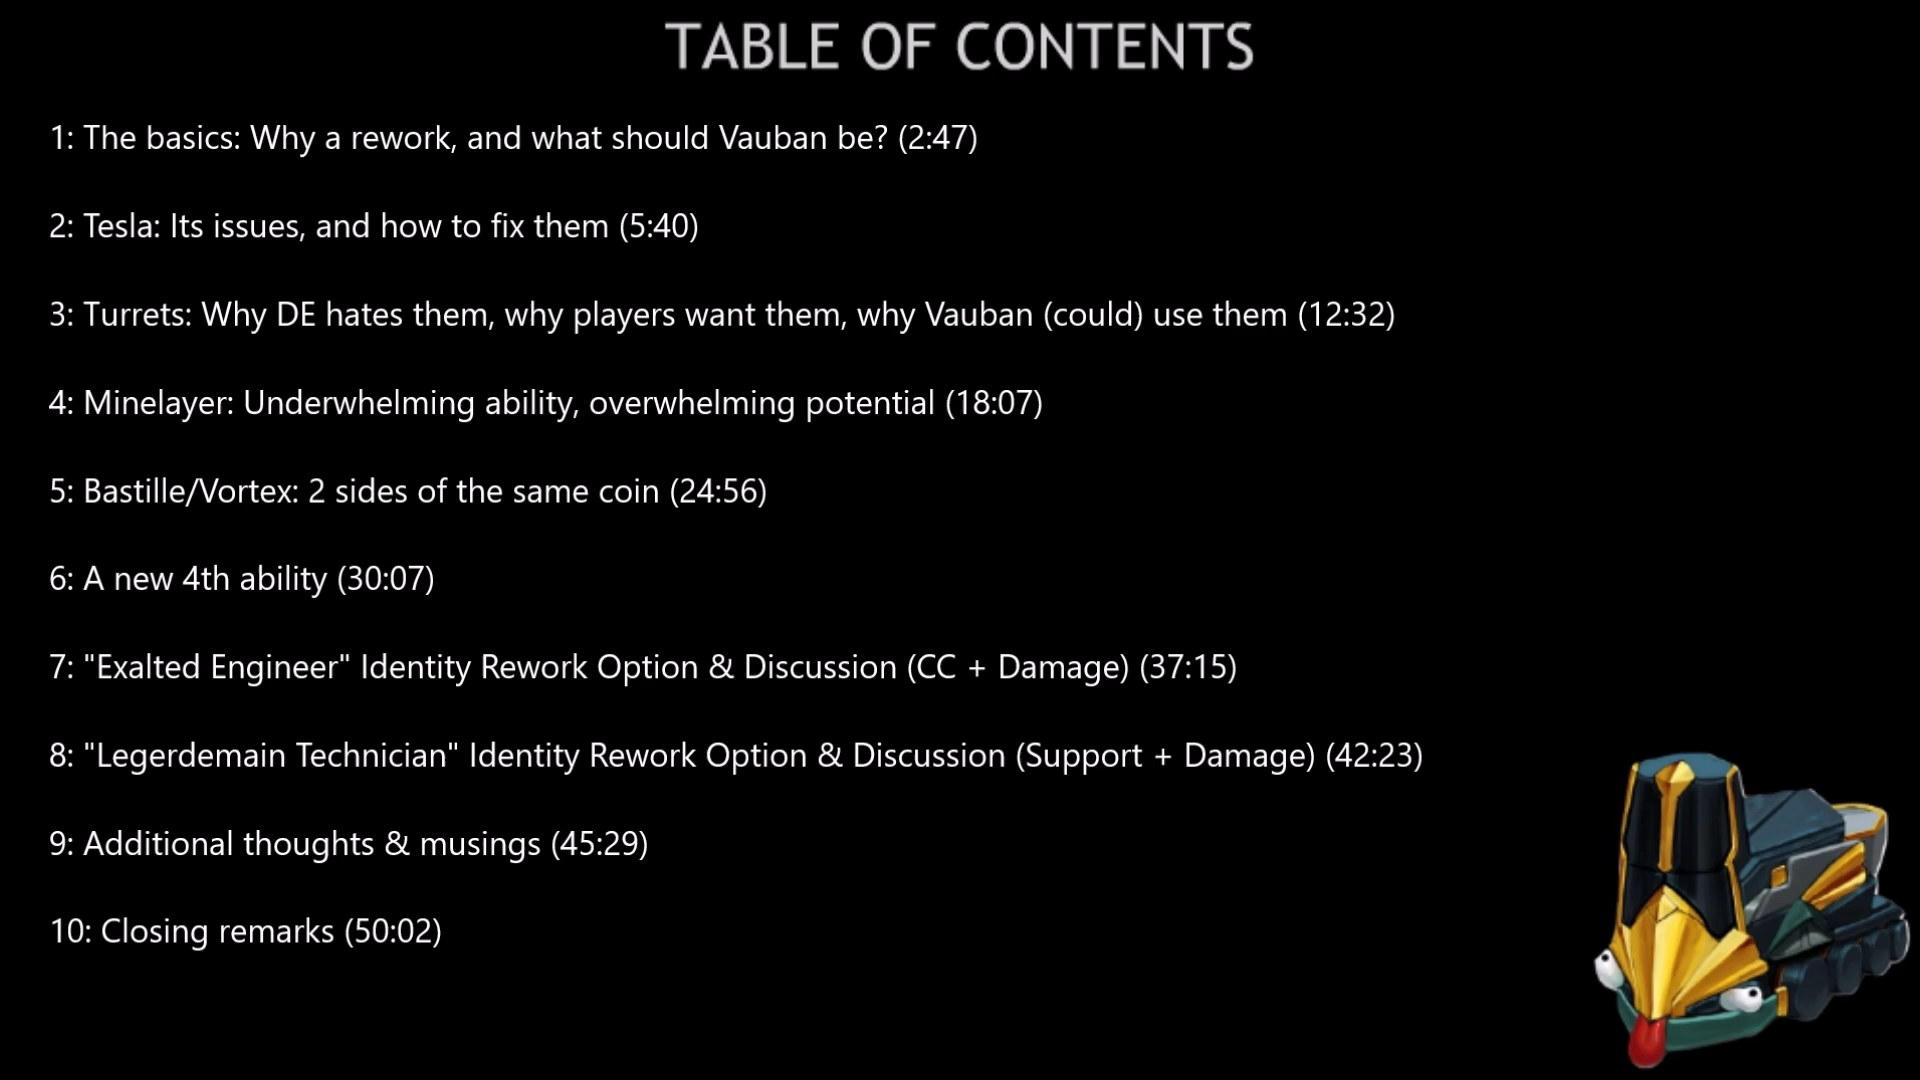 TABLE OF CONTENTS
1: The basics: Why a rework, and what should Vauban be? (2:47)
2: Tesla: Its issues, and how to fix them (5:40)
3: Turrets: Why DE hates them, why players want them, why Vauban (could) use them (12:32)
4: Minelayer: Underwhelming ability, overwhelming potential (18:07)
5: Bastille/Vortex: 2 sides of the same coin (24:56)
6: A new 4th ability (30:07)
7: "Exalted Engineer" Identity Rework Option & Discussion (CC + Damage) (37:15)
8: "Legerdemain Technician" Identity Rework Option & Discussion (Support + Damage) (42:23)
9: Additional thoughts & musings (45:29)
10: Closing remarks (50:02)